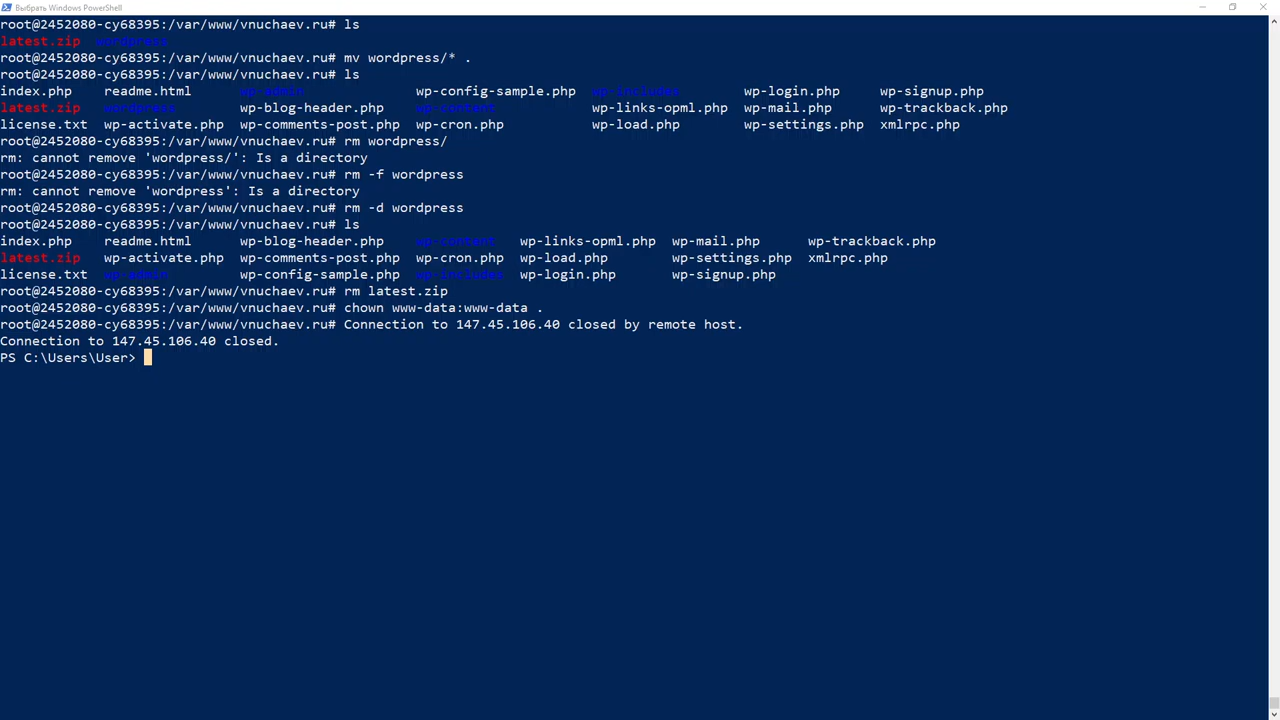 Выбрать Windows PowerShell
root@2452080-cy68395:/var/www/vnuchaev.ru# ls
latest.zip  wordpress
root@2452080-cy68395:/var/www/vnuchaev.ru# mv wordpress/* .
root@2452080-cy68395:/var/www/vnuchaev.ru# ls
index.php    readme.html      wp-admin              wp-config-sample.php  wp-includes        wp-login.php     wp-signup.php
latest.zip   wordpress        wp-blog-header.php    wp-content            wp-links-opml.php  wp-mail.php      wp-trackback.php
license.txt  wp-activate.php  wp-comments-post.php  wp-cron.php           wp-load.php        wp-settings.php  xmlrpc.php
root@2452080-cy68395:/var/www/vnuchaev.ru# rm wordpress/
rm: cannot remove 'wordpress/': Is a directory
root@2452080-cy68395:/var/www/vnuchaev.ru# rm -f wordpress
rm: cannot remove 'wordpress': Is a directory
root@2452080-cy68395:/var/www/vnuchaev.ru# rm -d wordpress
root@2452080-cy68395:/var/www/vnuchaev.ru# ls
index.php    readme.html      wp-blog-header.php    wp-content   wp-links-opml.php  wp-mail.php      wp-trackback.php
latest.zip   wp-activate.php  wp-comments-post.php  wp-cron.php  wp-load.php        wp-settings.php  xmlrpc.php
license.txt  wp-admin         wp-config-sample.php  wp-includes  wp-login.php       wp-signup.php
root@2452080-cy68395:/var/www/vnuchaev.ru# rm latest.zip
root@2452080-cy68395:/var/www/vnuchaev.ru# chown www-data:www-data .
root@2452080-cy68395:/var/www/vnuchaev.ru# Connection to 147.45.106.40 closed by remote host.
Connection to 147.45.106.40 closed.
PS C:\Users\User>